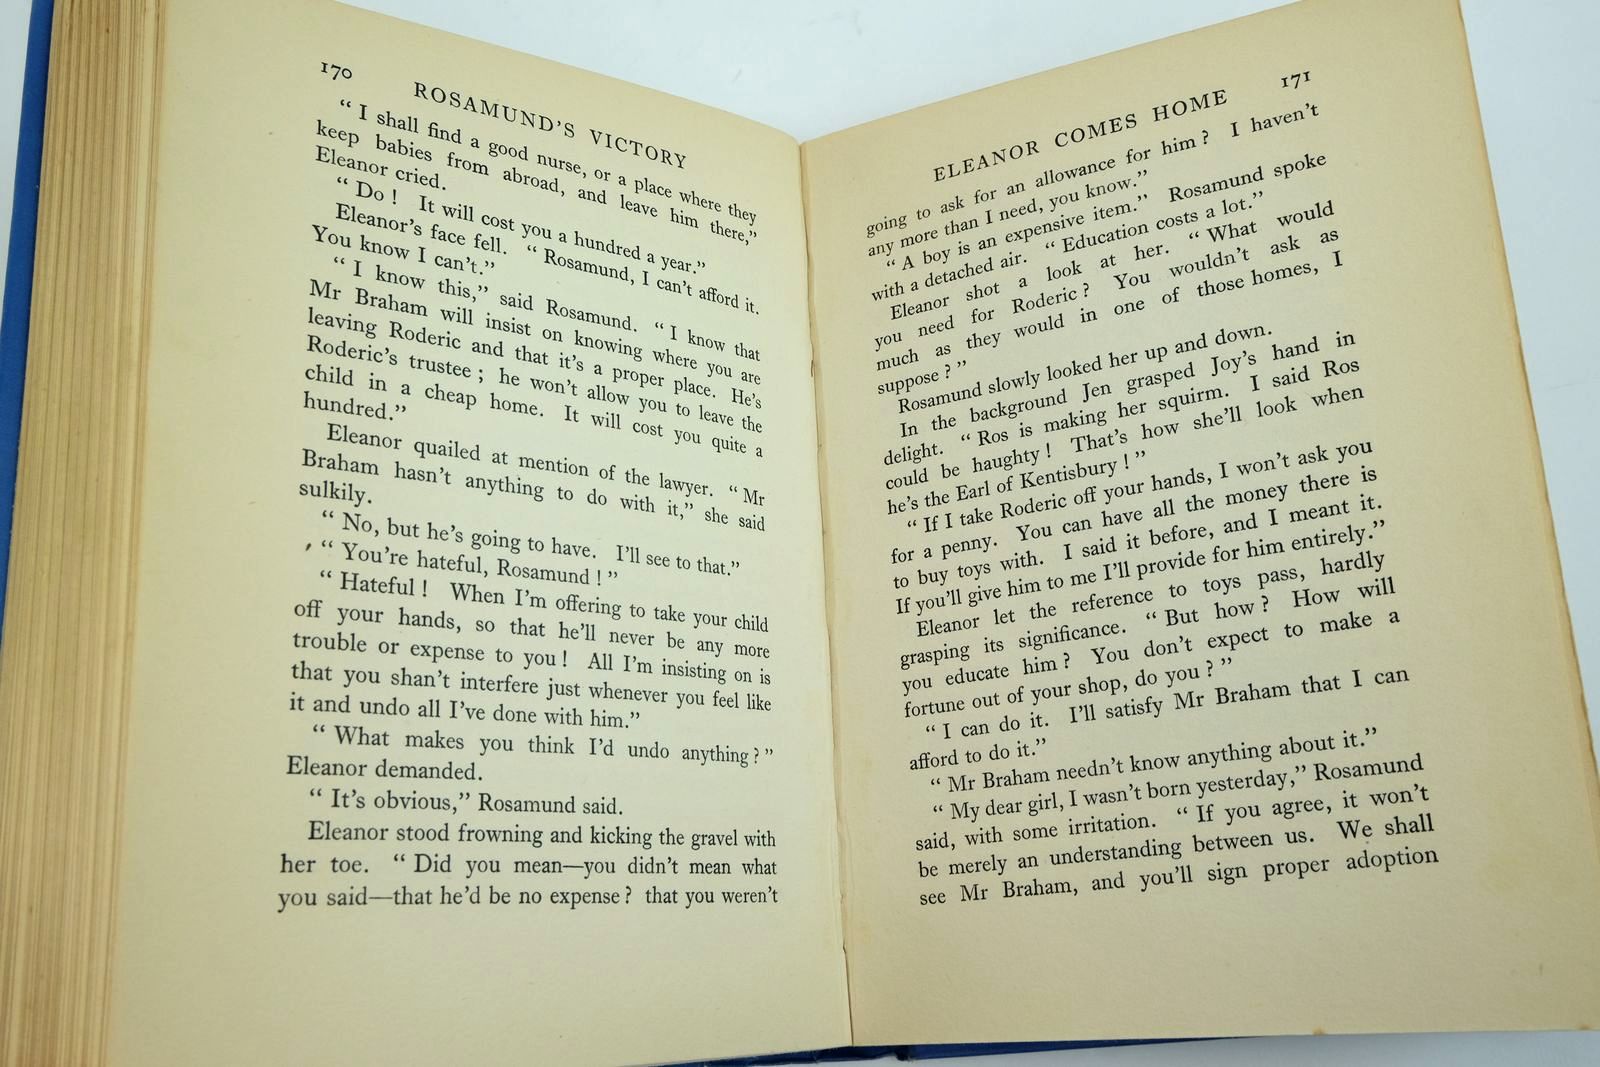 170
ROSAMUND'S VICTORY
“ I shall find a good nurse, or a place where they
keep babies from abroad, and leave him there,”
Eleanor cried.
“ Do ! It will cost you a hundred a year.”
Eleanor's face fell. “ Rosamund, I can't afford it.
You know I can't.”
“ I know this,” said Rosamund. “ I know that
Mr Braham will insist on knowing where you are
leaving Roderic and that it's a proper place. He's
Roderic's trustee ; he won't allow you to leave the
child in a cheap home. It will cost you quite a
hundred.”
Eleanor quailed at mention of the lawyer. “ Mr
Braham hasn't anything to do with it,” she said
sulkily.
“ No, but he's going to have. I'll see to that.”
“ You're hateful, Rosamund ! ”
“ Hateful ! When I'm offering to take your child
off your hands, so that he'll never be any more
trouble or expense to you ! All I'm insisting on is
that you shan't interfere just whenever you feel like
it and undo all I've done with him.”
“ What makes you think I'd undo anything ? ”
Eleanor demanded.
“ It's obvious,” Rosamund said.
Eleanor stood frowning and kicking the gravel with
her toe. “ Did you mean—you didn't mean what
you said—that he'd be no expense ? that you weren't
171
ELEANOR COMES HOME
going to ask for an allowance for him ? I haven't
any more than I need, you know.”
“ A boy is an expensive item.” Rosamund spoke
with a detached air. “ Education costs a lot.”
Eleanor shot a look at her. “ What would
you need for Roderic ? You wouldn't ask as
much as they would in one of those homes, I
suppose ? ”
Rosamund slowly looked her up and down.
In the background Jen grasped Joy's hand in
delight. “ Ros is making her squirm. I said Ros
could be haughty ! That's how she'll look when
he's the Earl of Kentisbury ! ”
“ If I take Roderic off your hands, I won't ask you
for a penny. You can have all the money there is
to buy toys with. I said it before, and I meant it.
If you'll give him to me I'll provide for him entirely.”
Eleanor let the reference to toys pass, hardly
grasping its significance. “ But how ? How will
you educate him ? You don't expect to make a
fortune out of your shop, do you ? ”
“ I can do it. I'll satisfy Mr Braham that I can
afford to do it.”
“ Mr Braham needn't know anything about it.”
“ My dear girl, I wasn't born yesterday,” Rosamund
said, with some irritation. “ If you agree, it won't
be merely an understanding between us. We shall
see Mr Braham, and you'll sign proper adoption